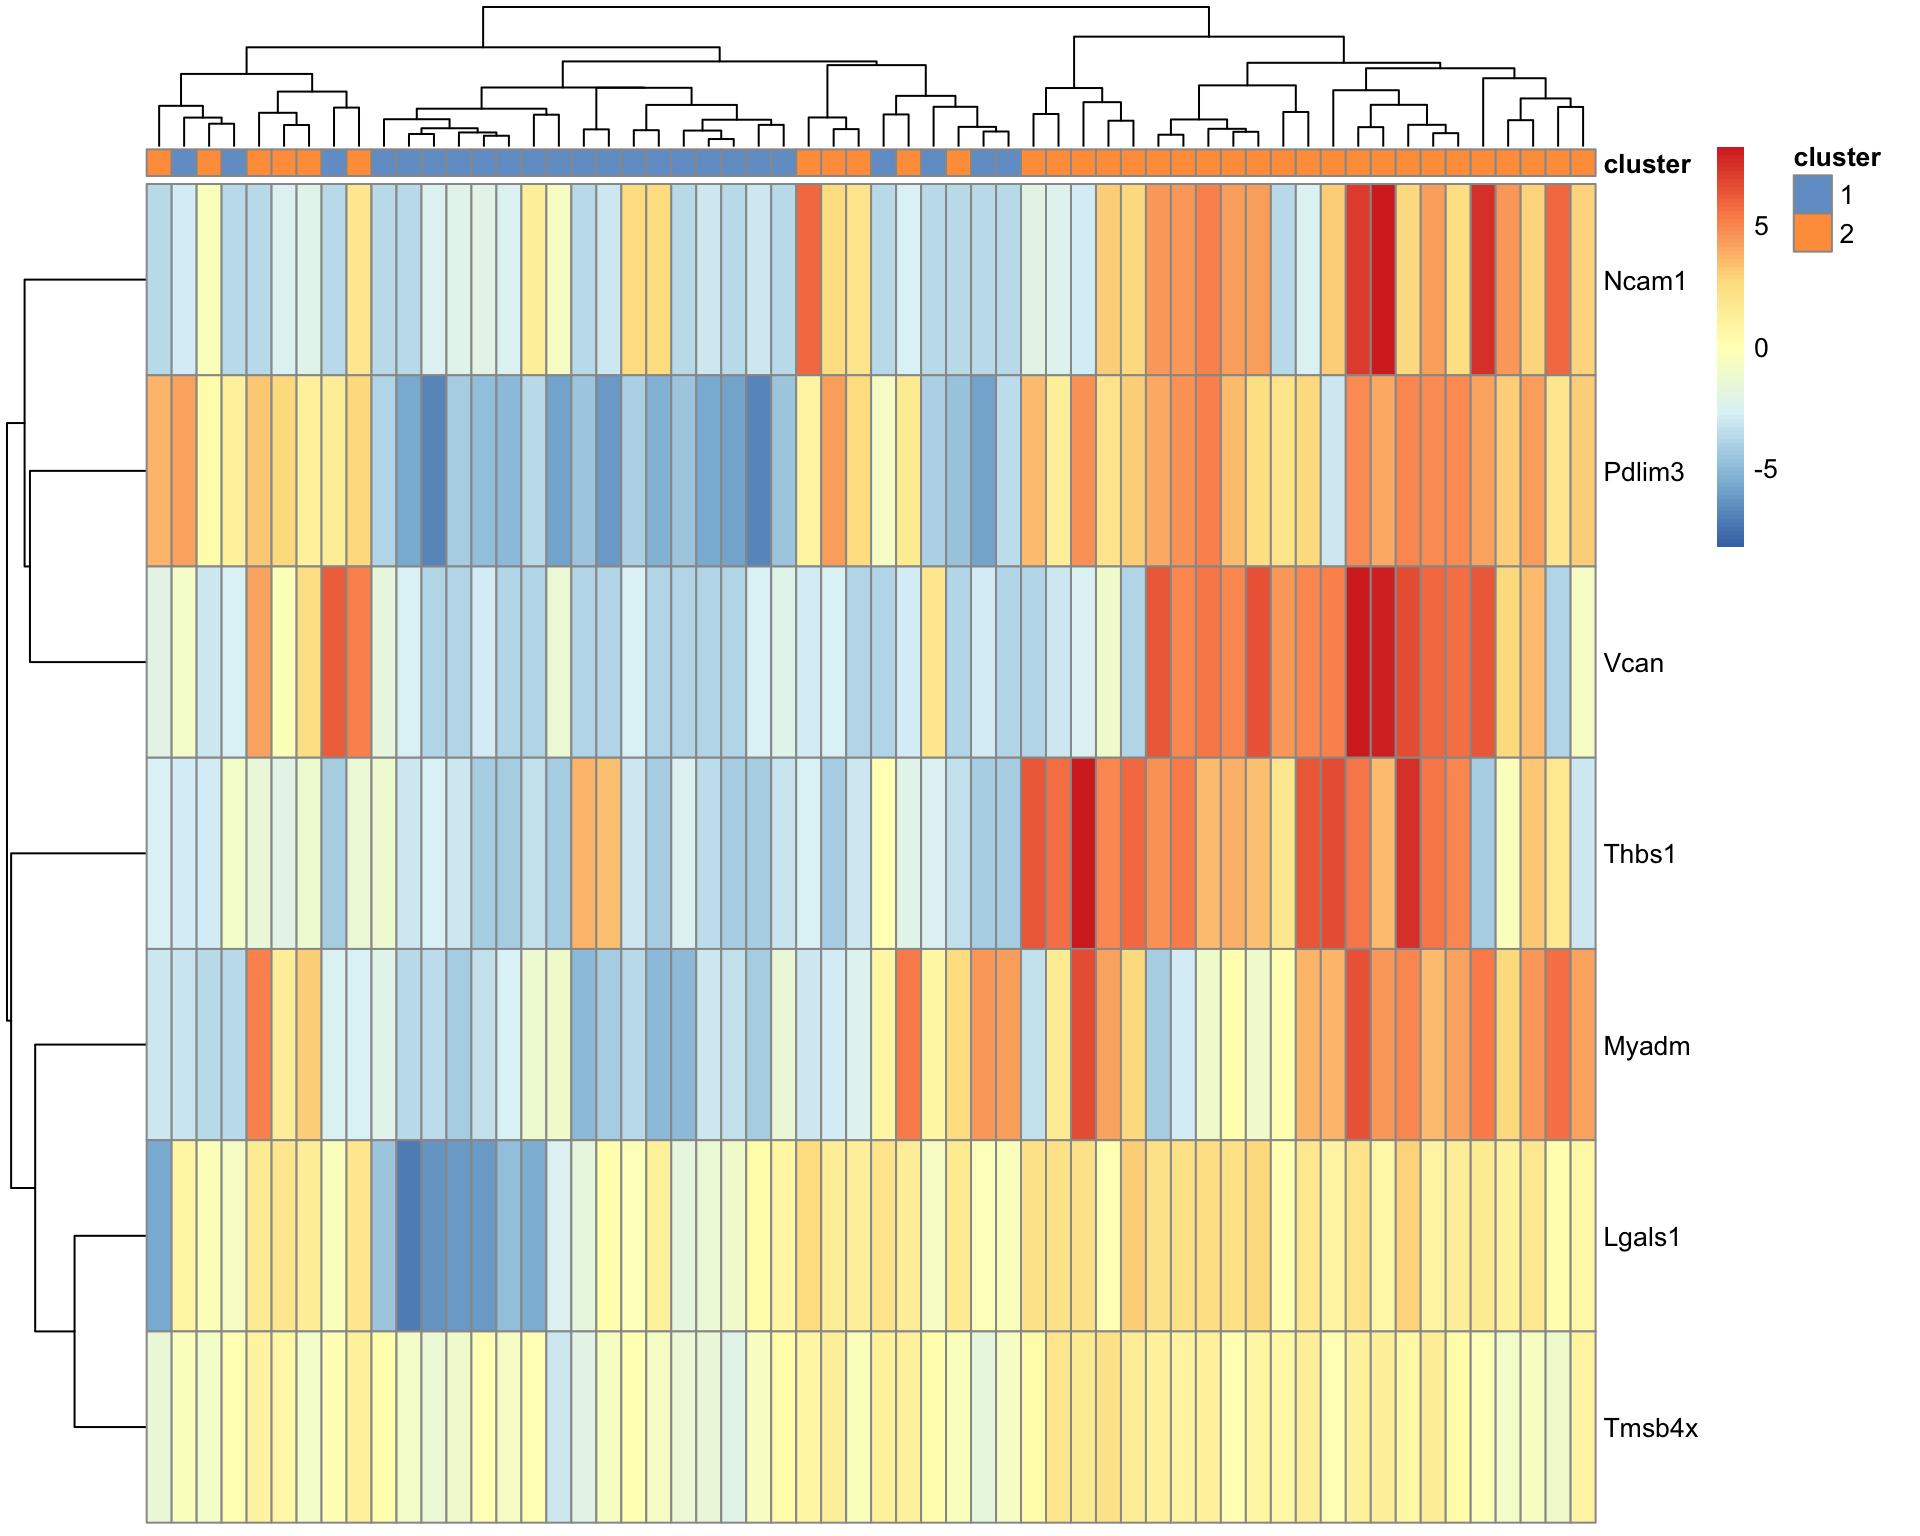 cluster
Ncam1
Pdlim3
Vcan
Thbs1
Myadm
Lgals1
Tmsb4x
5
0
-5
cluster
1
2